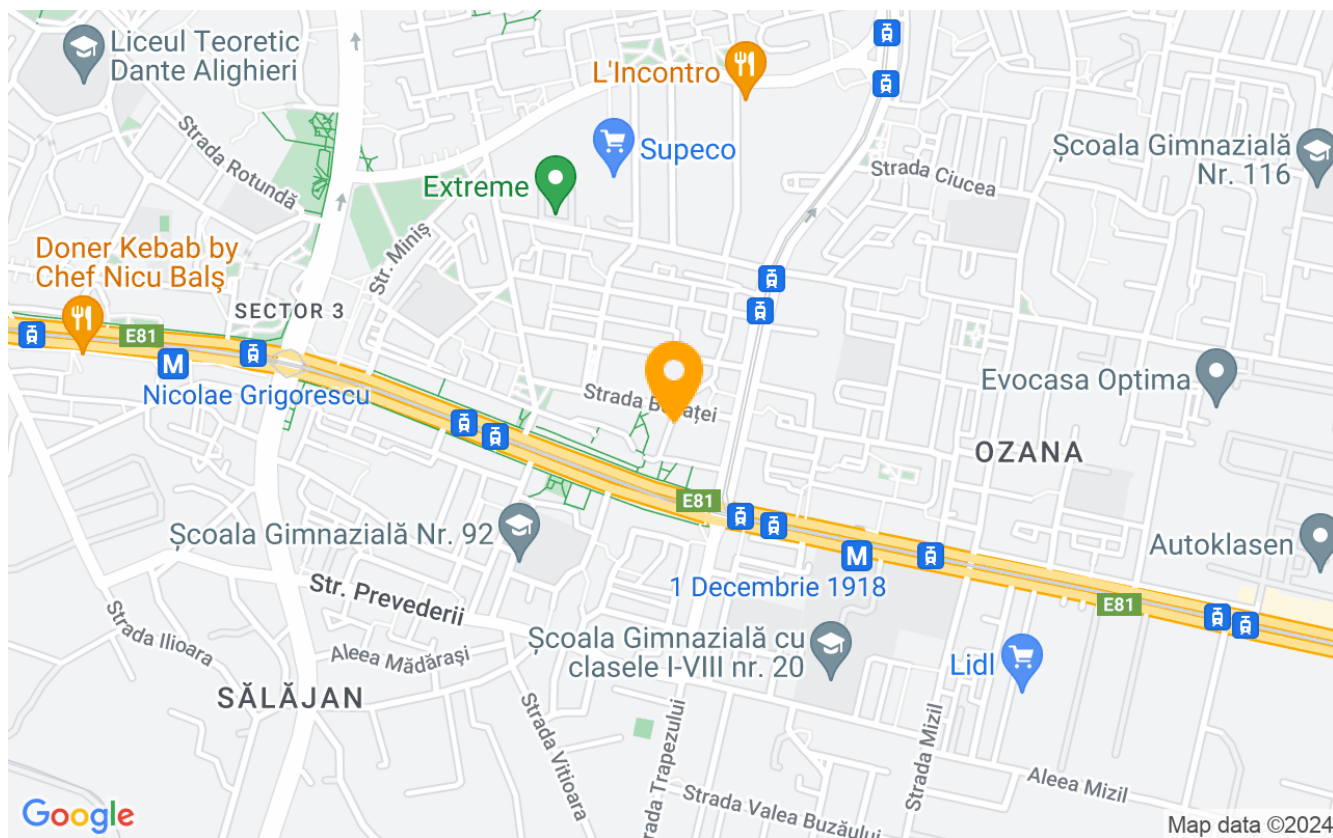 Liceul Teoretic
Dante Alighieri
L'Incontro
Supeco
Școala Gimnazială
Nr. 116
Strada Rotundă
Extreme
Strada Ciucea
Doner Kebab by
Chef Nicu Balş
Str. Miniș
SECTOR 3
E81
M
Nicolae Grigorescu
Strada
Evocasa Optima
OZANA
E81
Școala Gimnazială Nr. 92
Autoklasen
M
1 Decembrie 1918
E81
Str. Prevederii
Strada Ilioara
Aleea Mădărași
Școala Gimnazială cu
clasele I-VIII nr. 20
Lidl
SĂLĂJAN
Strada Vitioara
Strada Trapezului
Strada Mizil
Aleea Mizil
Strada Valea Buzăului
Google
Map data ©2024